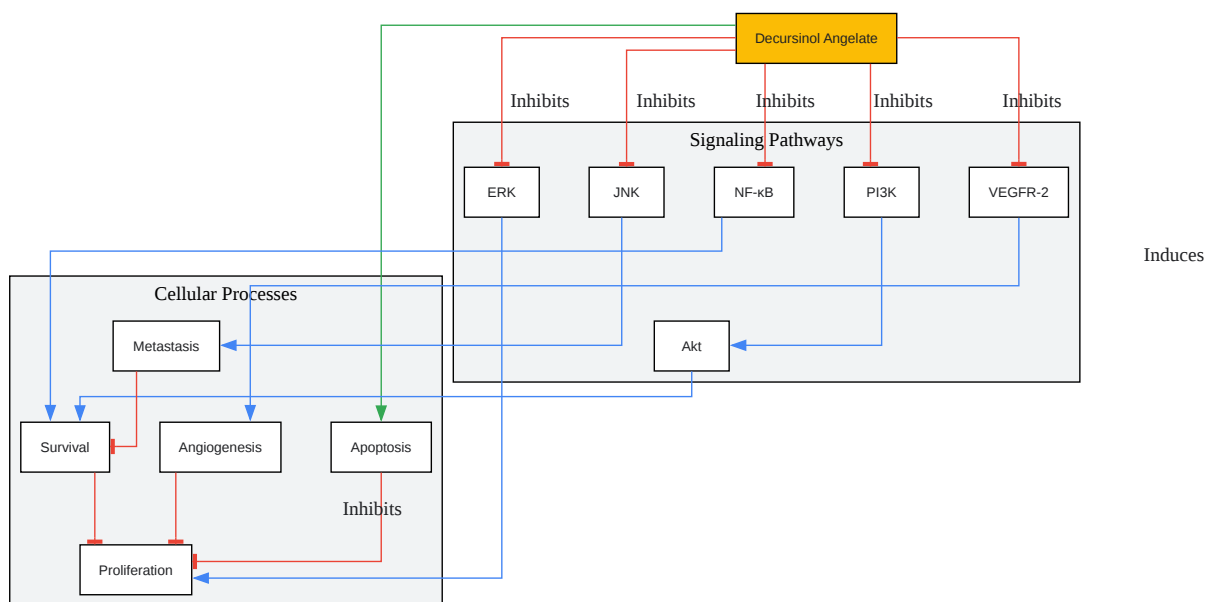 Decursinol Angelate
Inhibits Inhibits Inhibits Inhibits Inhibits
Signaling Pathways
ERK JNK NF-κB PI3K VEGFR-2
Induces
Cellular Processes
Metastasis Akt
Survival Angiogenesis Apoptosis
Inhibits
Proliferation